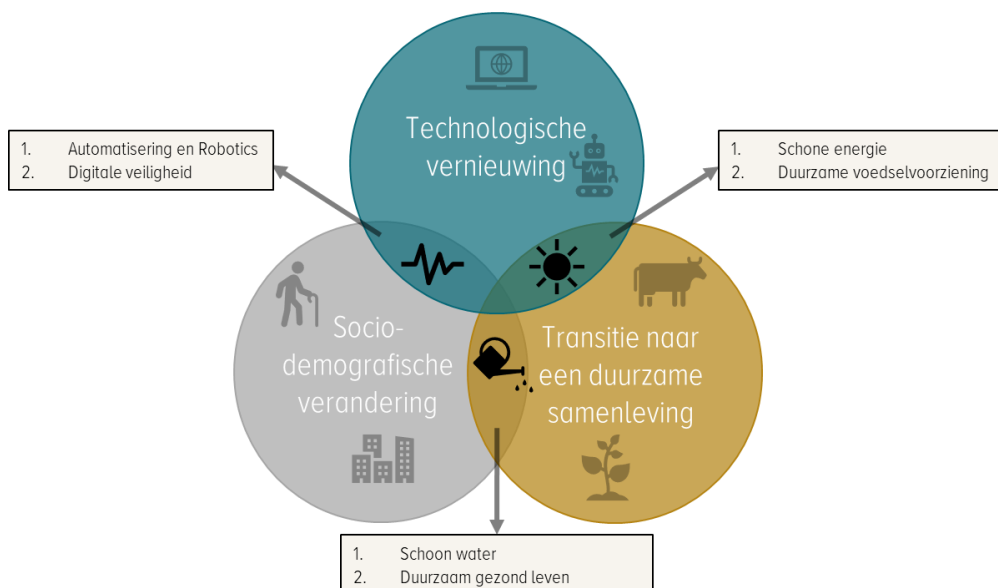 Technologische
vernieuwing
1. Automatisering en Robotics
2. Digitale veiligheid
1. Schone energie
2. Duurzame voedselvoorziening
Socio-
demografische
verandering
Transitie naar
een duurzame
samenleving
1. Schoon water
2. Duurzaam gezond leven